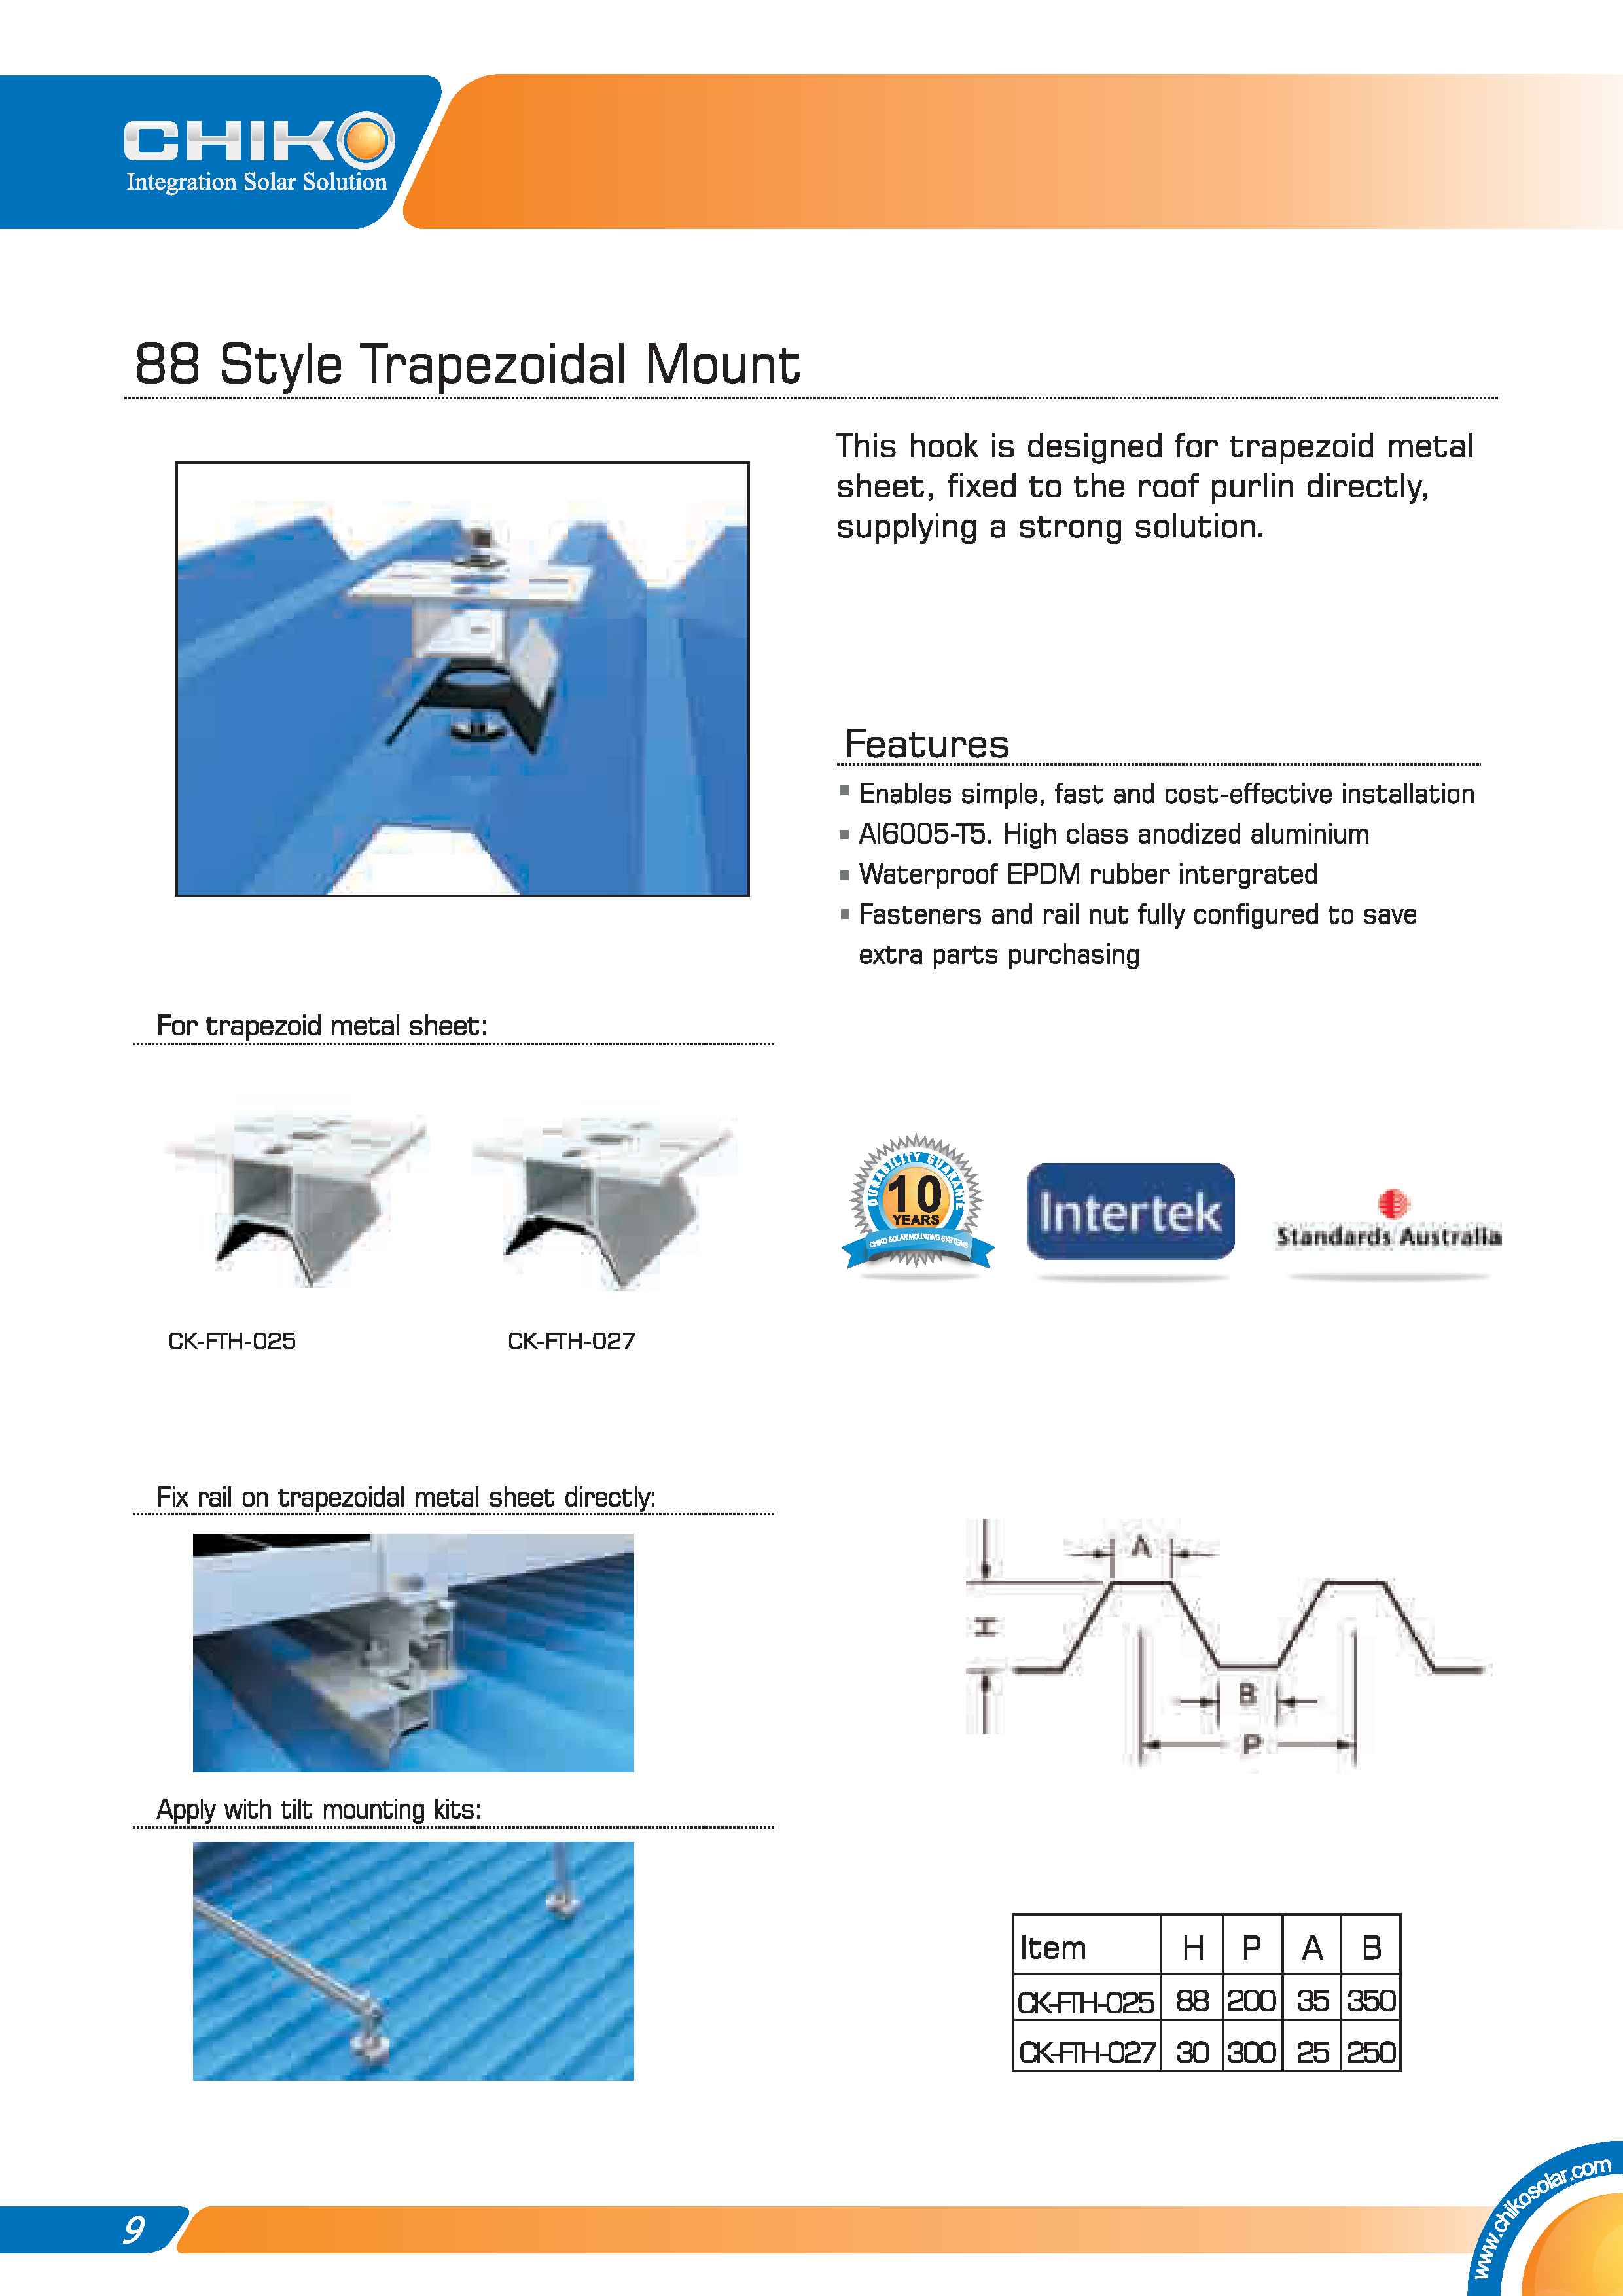 CHIKO
Integration Solar Solution
88 Style Trapezoidal Mount
This hook is designed for trapezoid metal
sheet, fixed to the roof purlin directly,
supplying a strong solution.
Features
Enables simple, fast and cost-effective installation
Al6005-T5. High class anodized aluminium
Waterproof EPDM rubber intergrated
Fasteners and rail nut fully configured to save
extra parts purchasing
For trapezoid metal sheet:
DURABILITY GUARANTE
10
YEARS
CHIKO SOLAR MOUNTING SYSTEMS
Intertek
Standards Australia
CK-FTH-025
CK-FTH-027
Fix rail on trapezoidal metal sheet directly:
A
H
B
P
Apply with tilt mounting kits:
Item H P A B
CK-FTH-025 88 200 35 350
CK-FTH-027 30 300 25 250
www.chikosolar.com
9